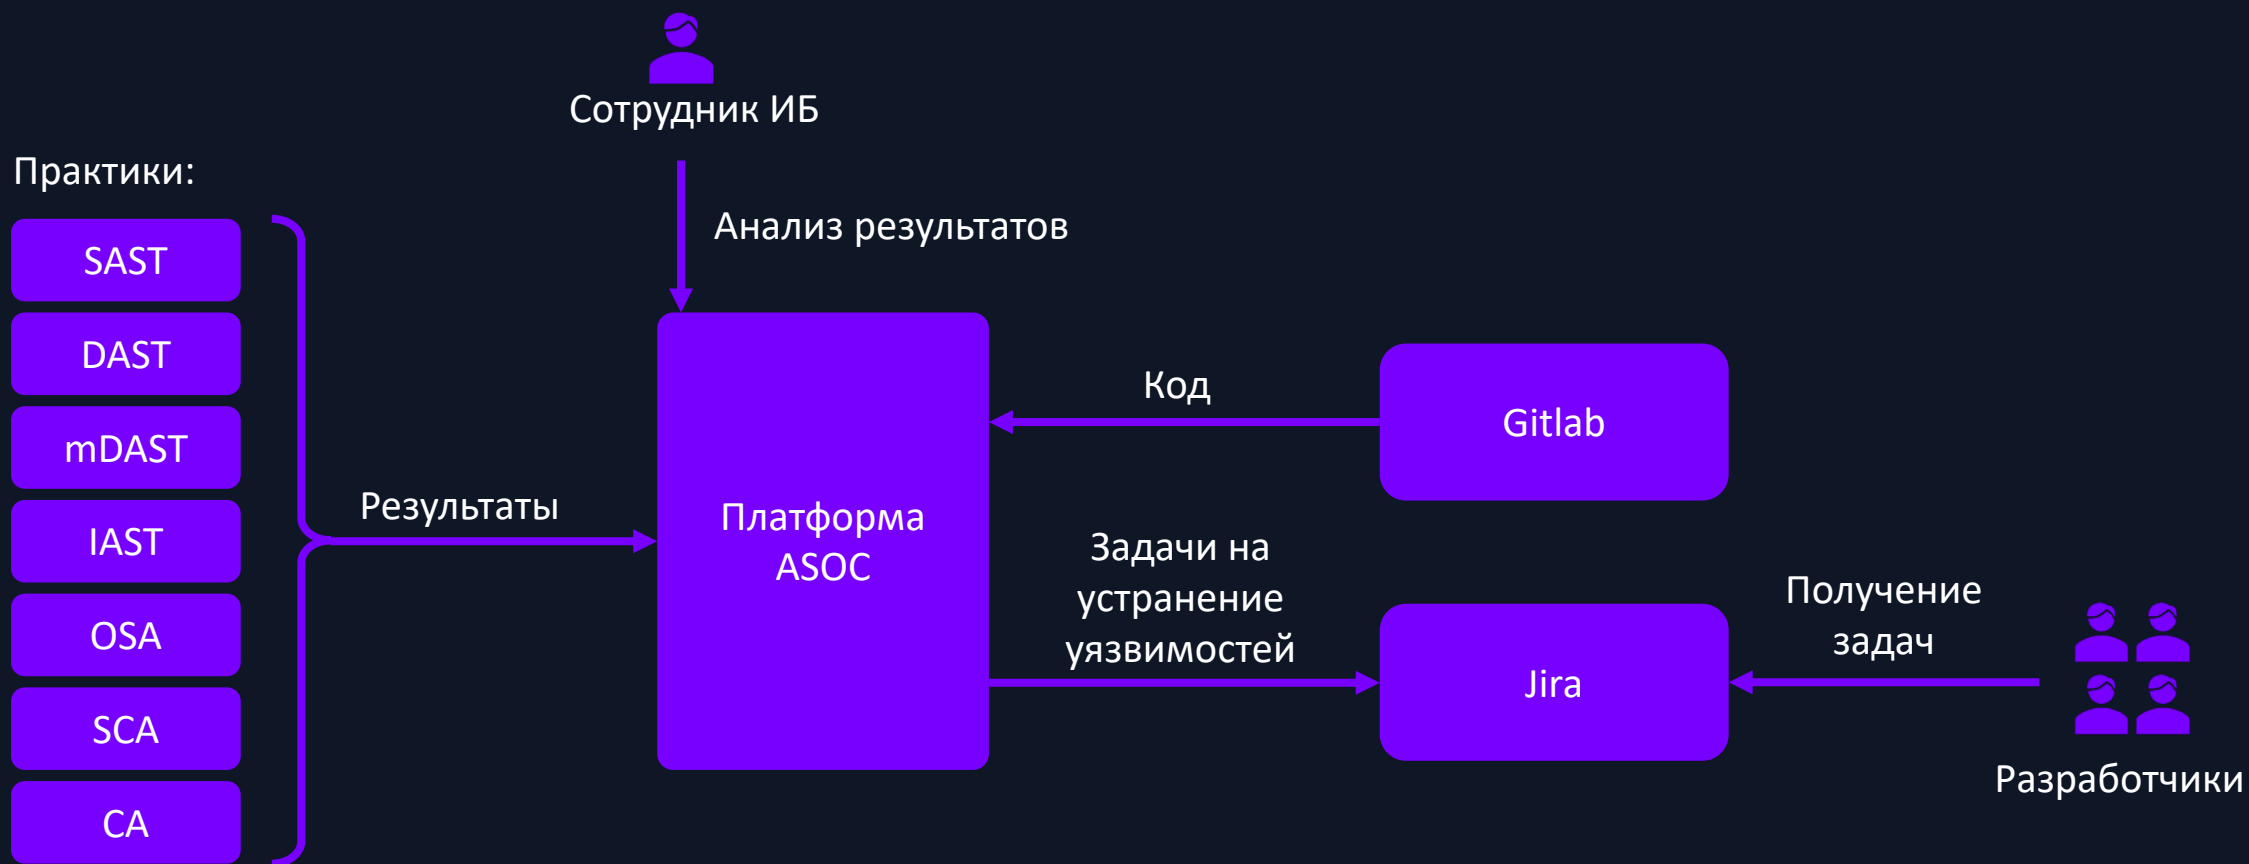 Сотрудник ИБ
Практики:
Анализ результатов
SAST
DAST
mDAST
IAST
OSA
SCA
CA
Результаты
Платформа
ASOC
Код
Gitlab
Задачи на
устранение
уязвимостей
Jira
Получение
задач
Разработчики